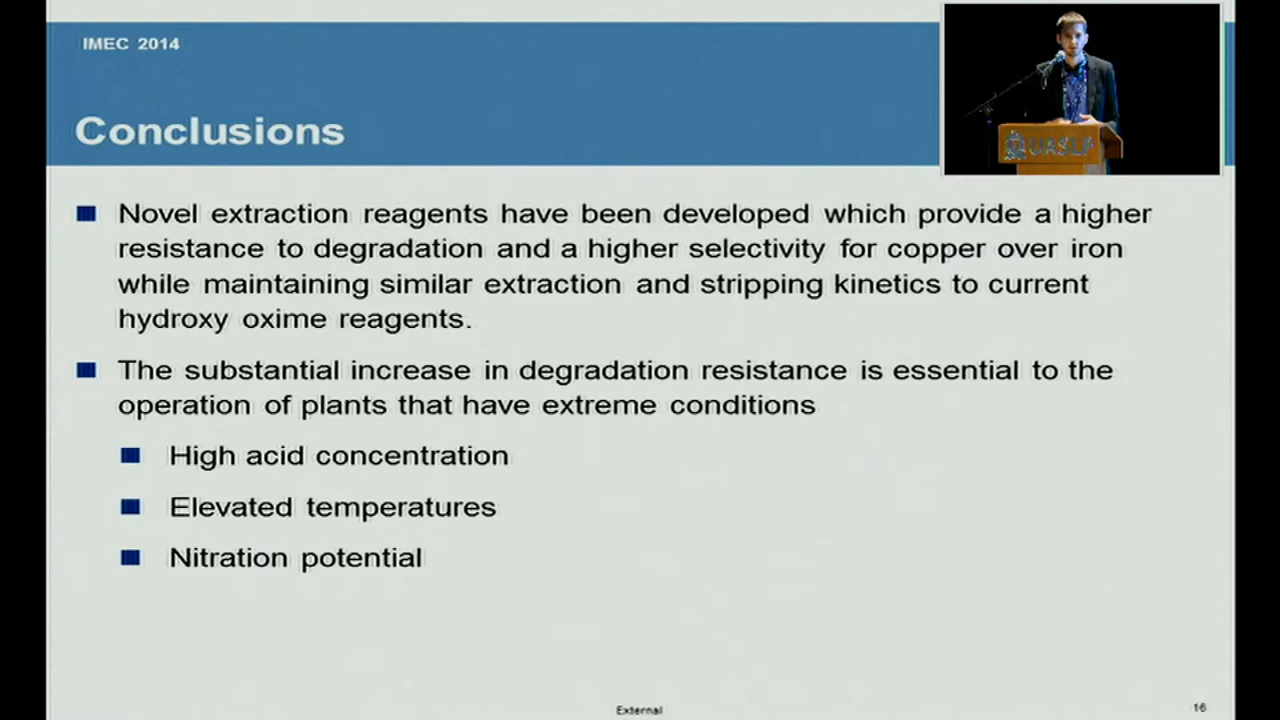 IMEC 2014
Conclusions
UASLP
Novel extraction reagents have been developed which provide a higher
resistance to degradation and a higher selectivity for copper over iron
while maintaining similar extraction and stripping kinetics to current
hydroxy oxime reagents.
The substantial increase in degradation resistance is essential to the
operation of plants that have extreme conditions
High acid concentration
Elevated temperatures
Nitration potential
External
16